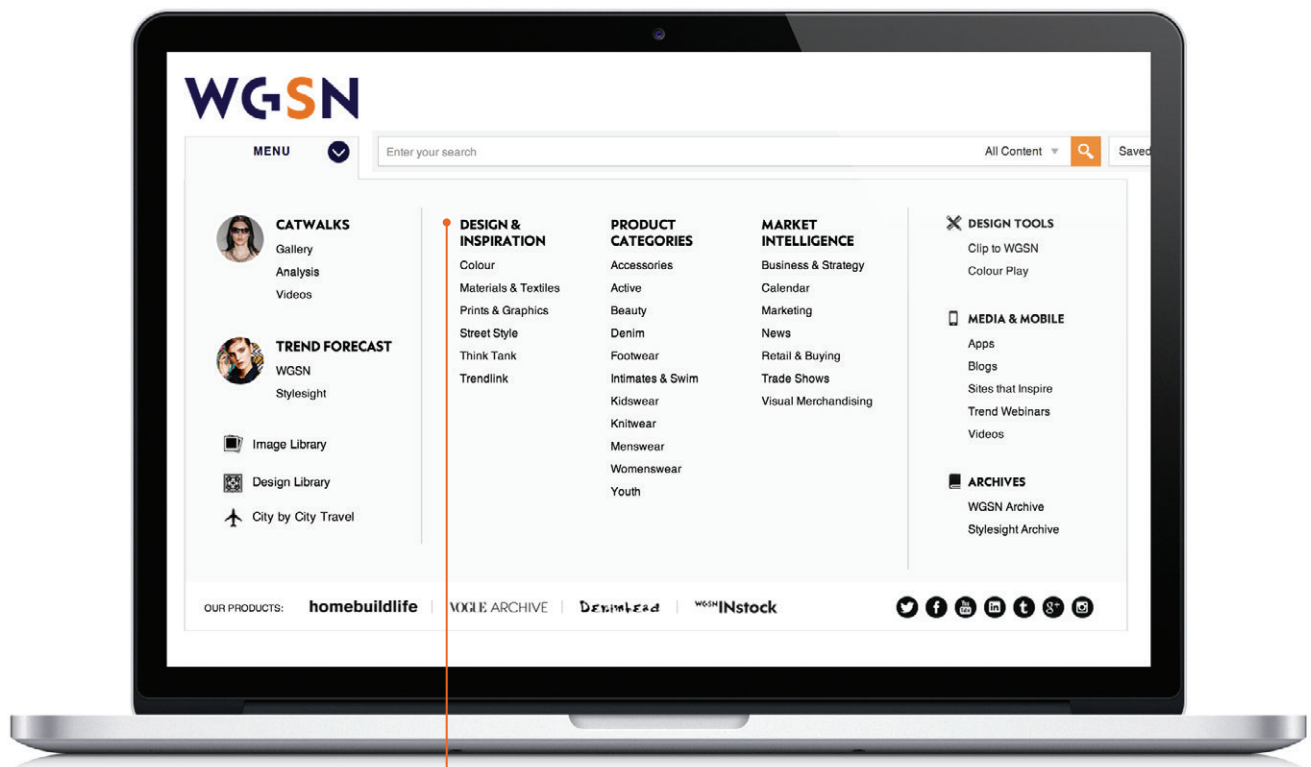 WGSN
MENU
Enter your search
All Content
Saved
CATWALKS
Gallery
Analysis
Videos
TREND FORECAST
WGSN
Stylesight
Image Library
Design Library
City by City Travel
DESIGN &
INSPIRATION
Colour
Materials & Textiles
Prints & Graphics
Street Style
Think Tank
Trendlink
PRODUCT
CATEGORIES
Accessories
Active
Beauty
Denim
Footwear
Intimates & Swim
Kidswear
Knitwear
Menswear
Womenswear
Youth
MARKET
INTELLIGENCE
Business & Strategy
Calendar
Marketing
News
Retail & Buying
Trade Shows
Visual Merchandising
DESIGN TOOLS
Clip to WGSN
Colour Play
MEDIA & MOBILE
Apps
Blogs
Sites that Inspire
Trend Webinars
Videos
ARCHIVES
WGSN Archive
Stylesight Archive
OUR PRODUCTS: homebuildlife VOGUE ARCHIVE DENIMHEAD WGSN INstock
f You Tube in t g+